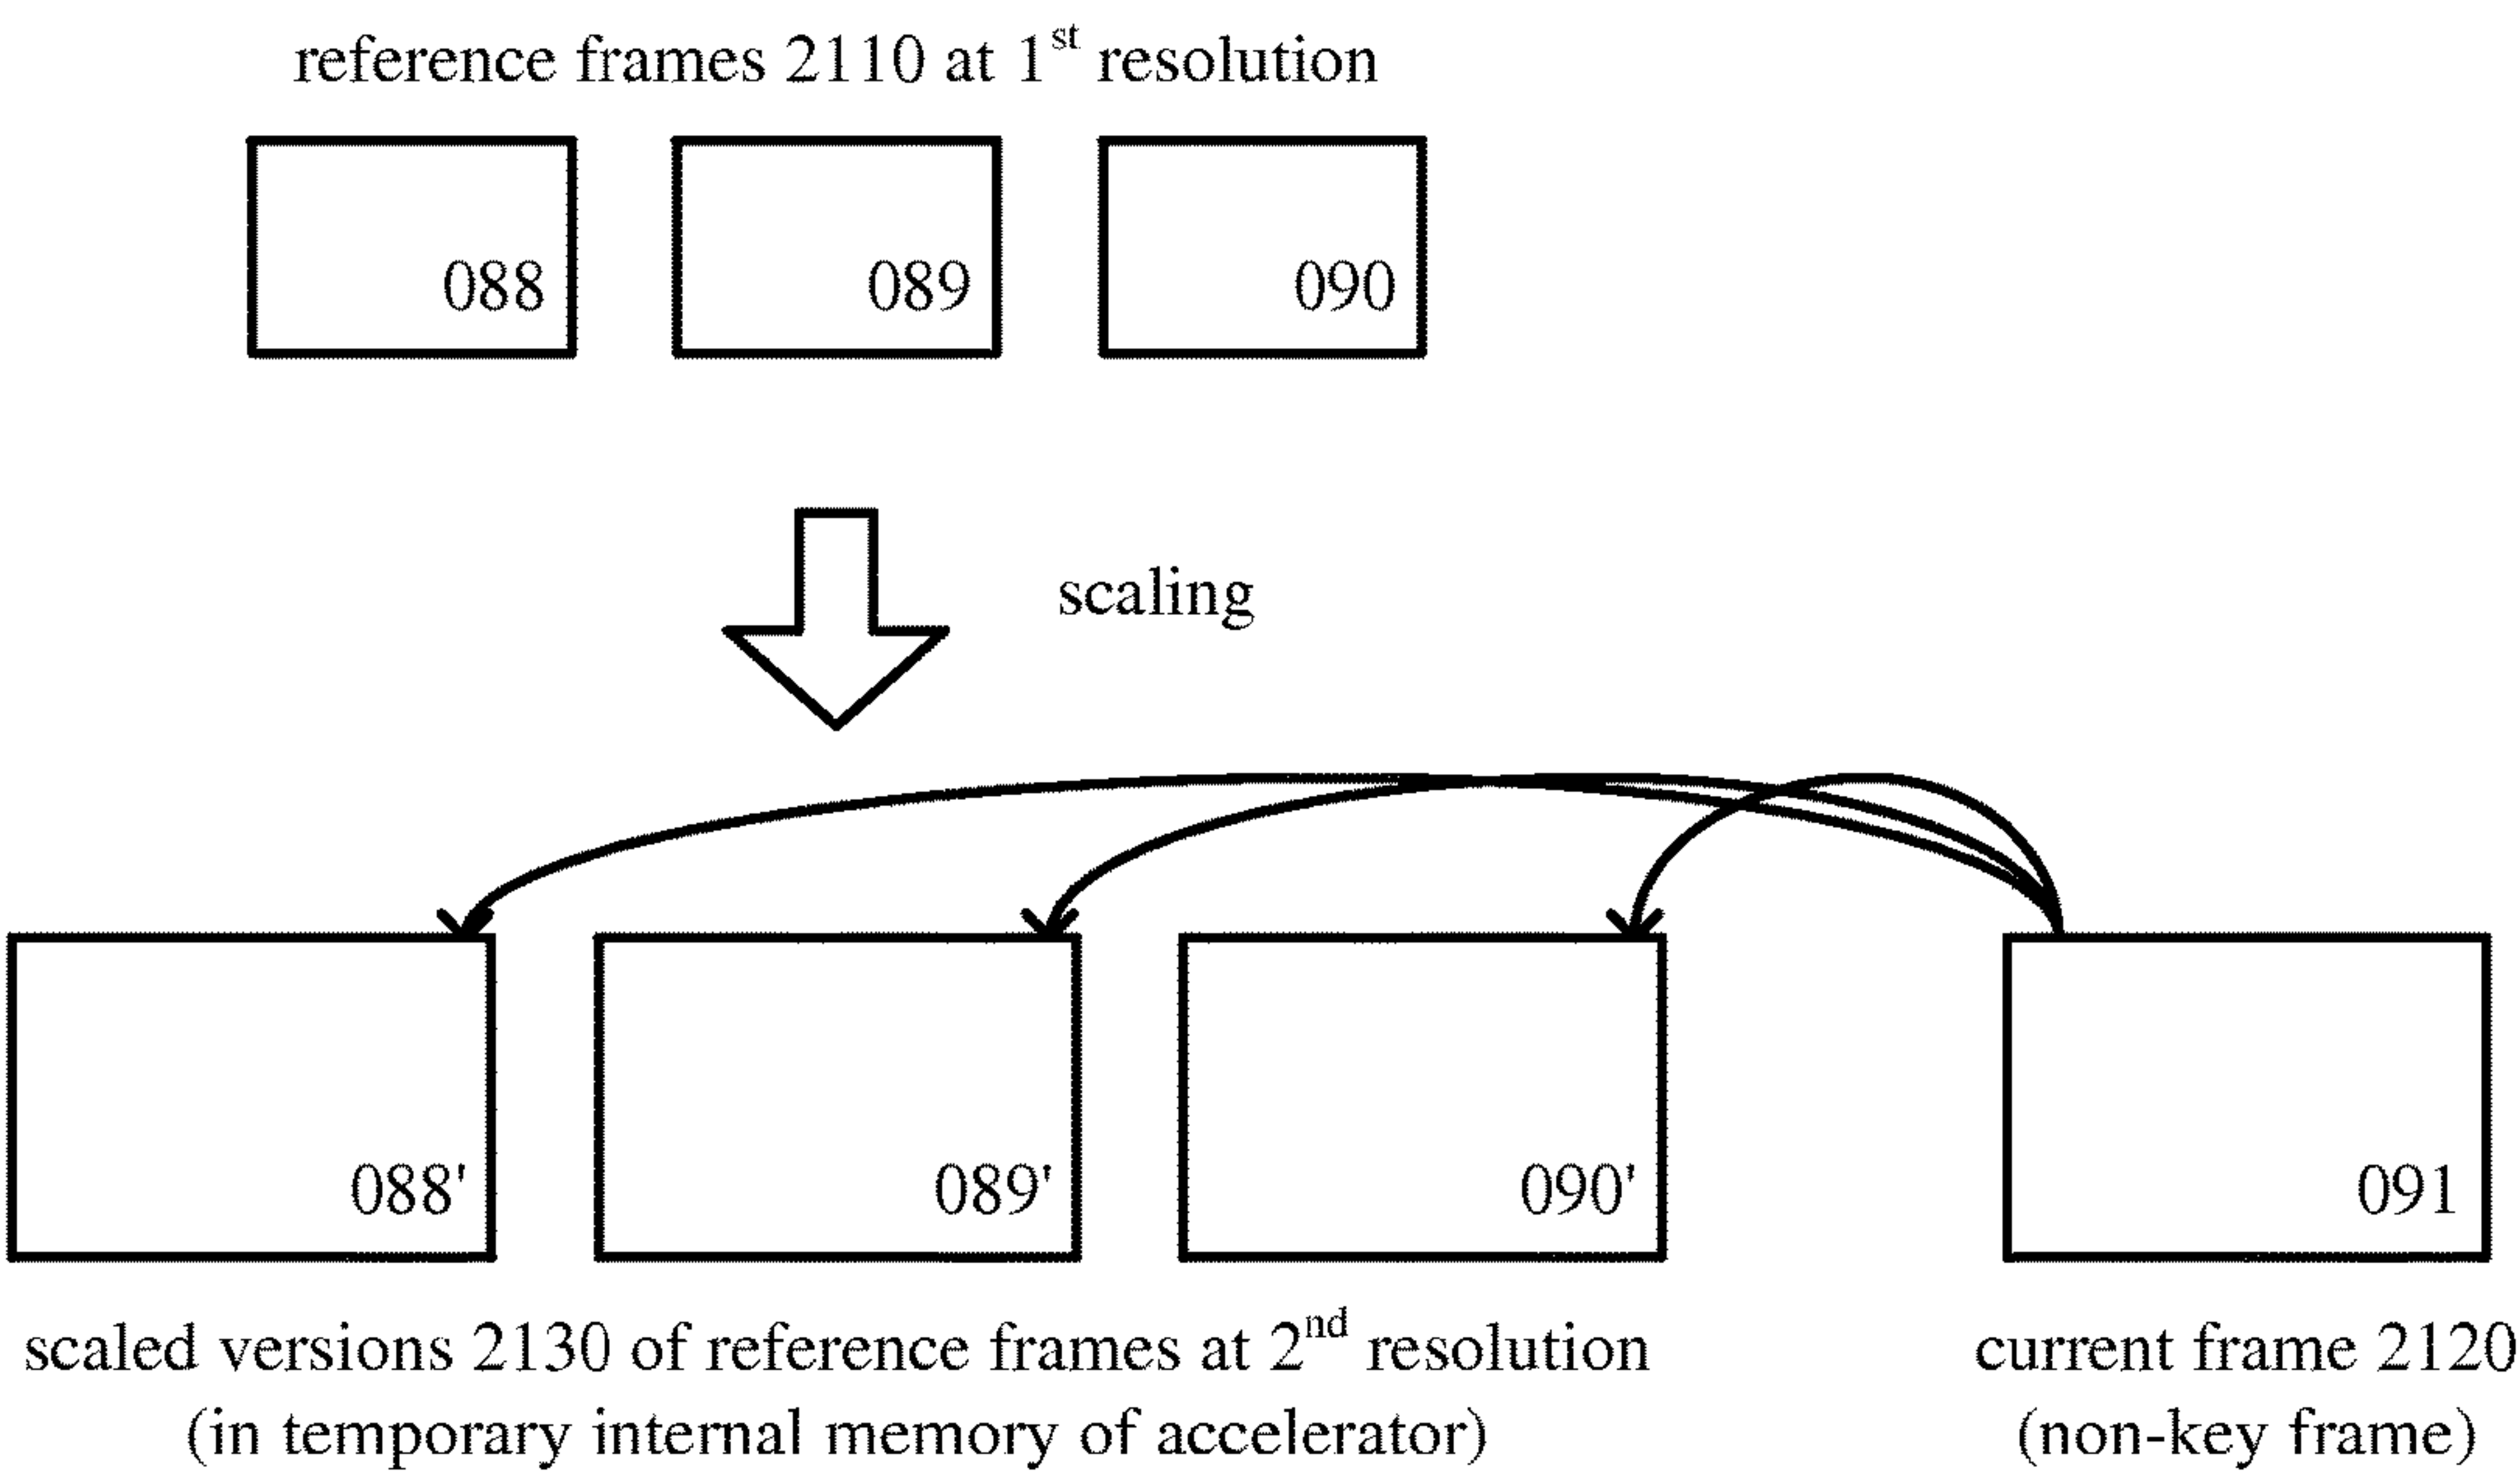 reference frames 2110 at 1st resolution
088
089
090
scaling
088'
089'
090'
091
scaled versions 2130 of reference frames at 2nd resolution
(in temporary internal memory of accelerator)
current frame 2120
(non-key frame)